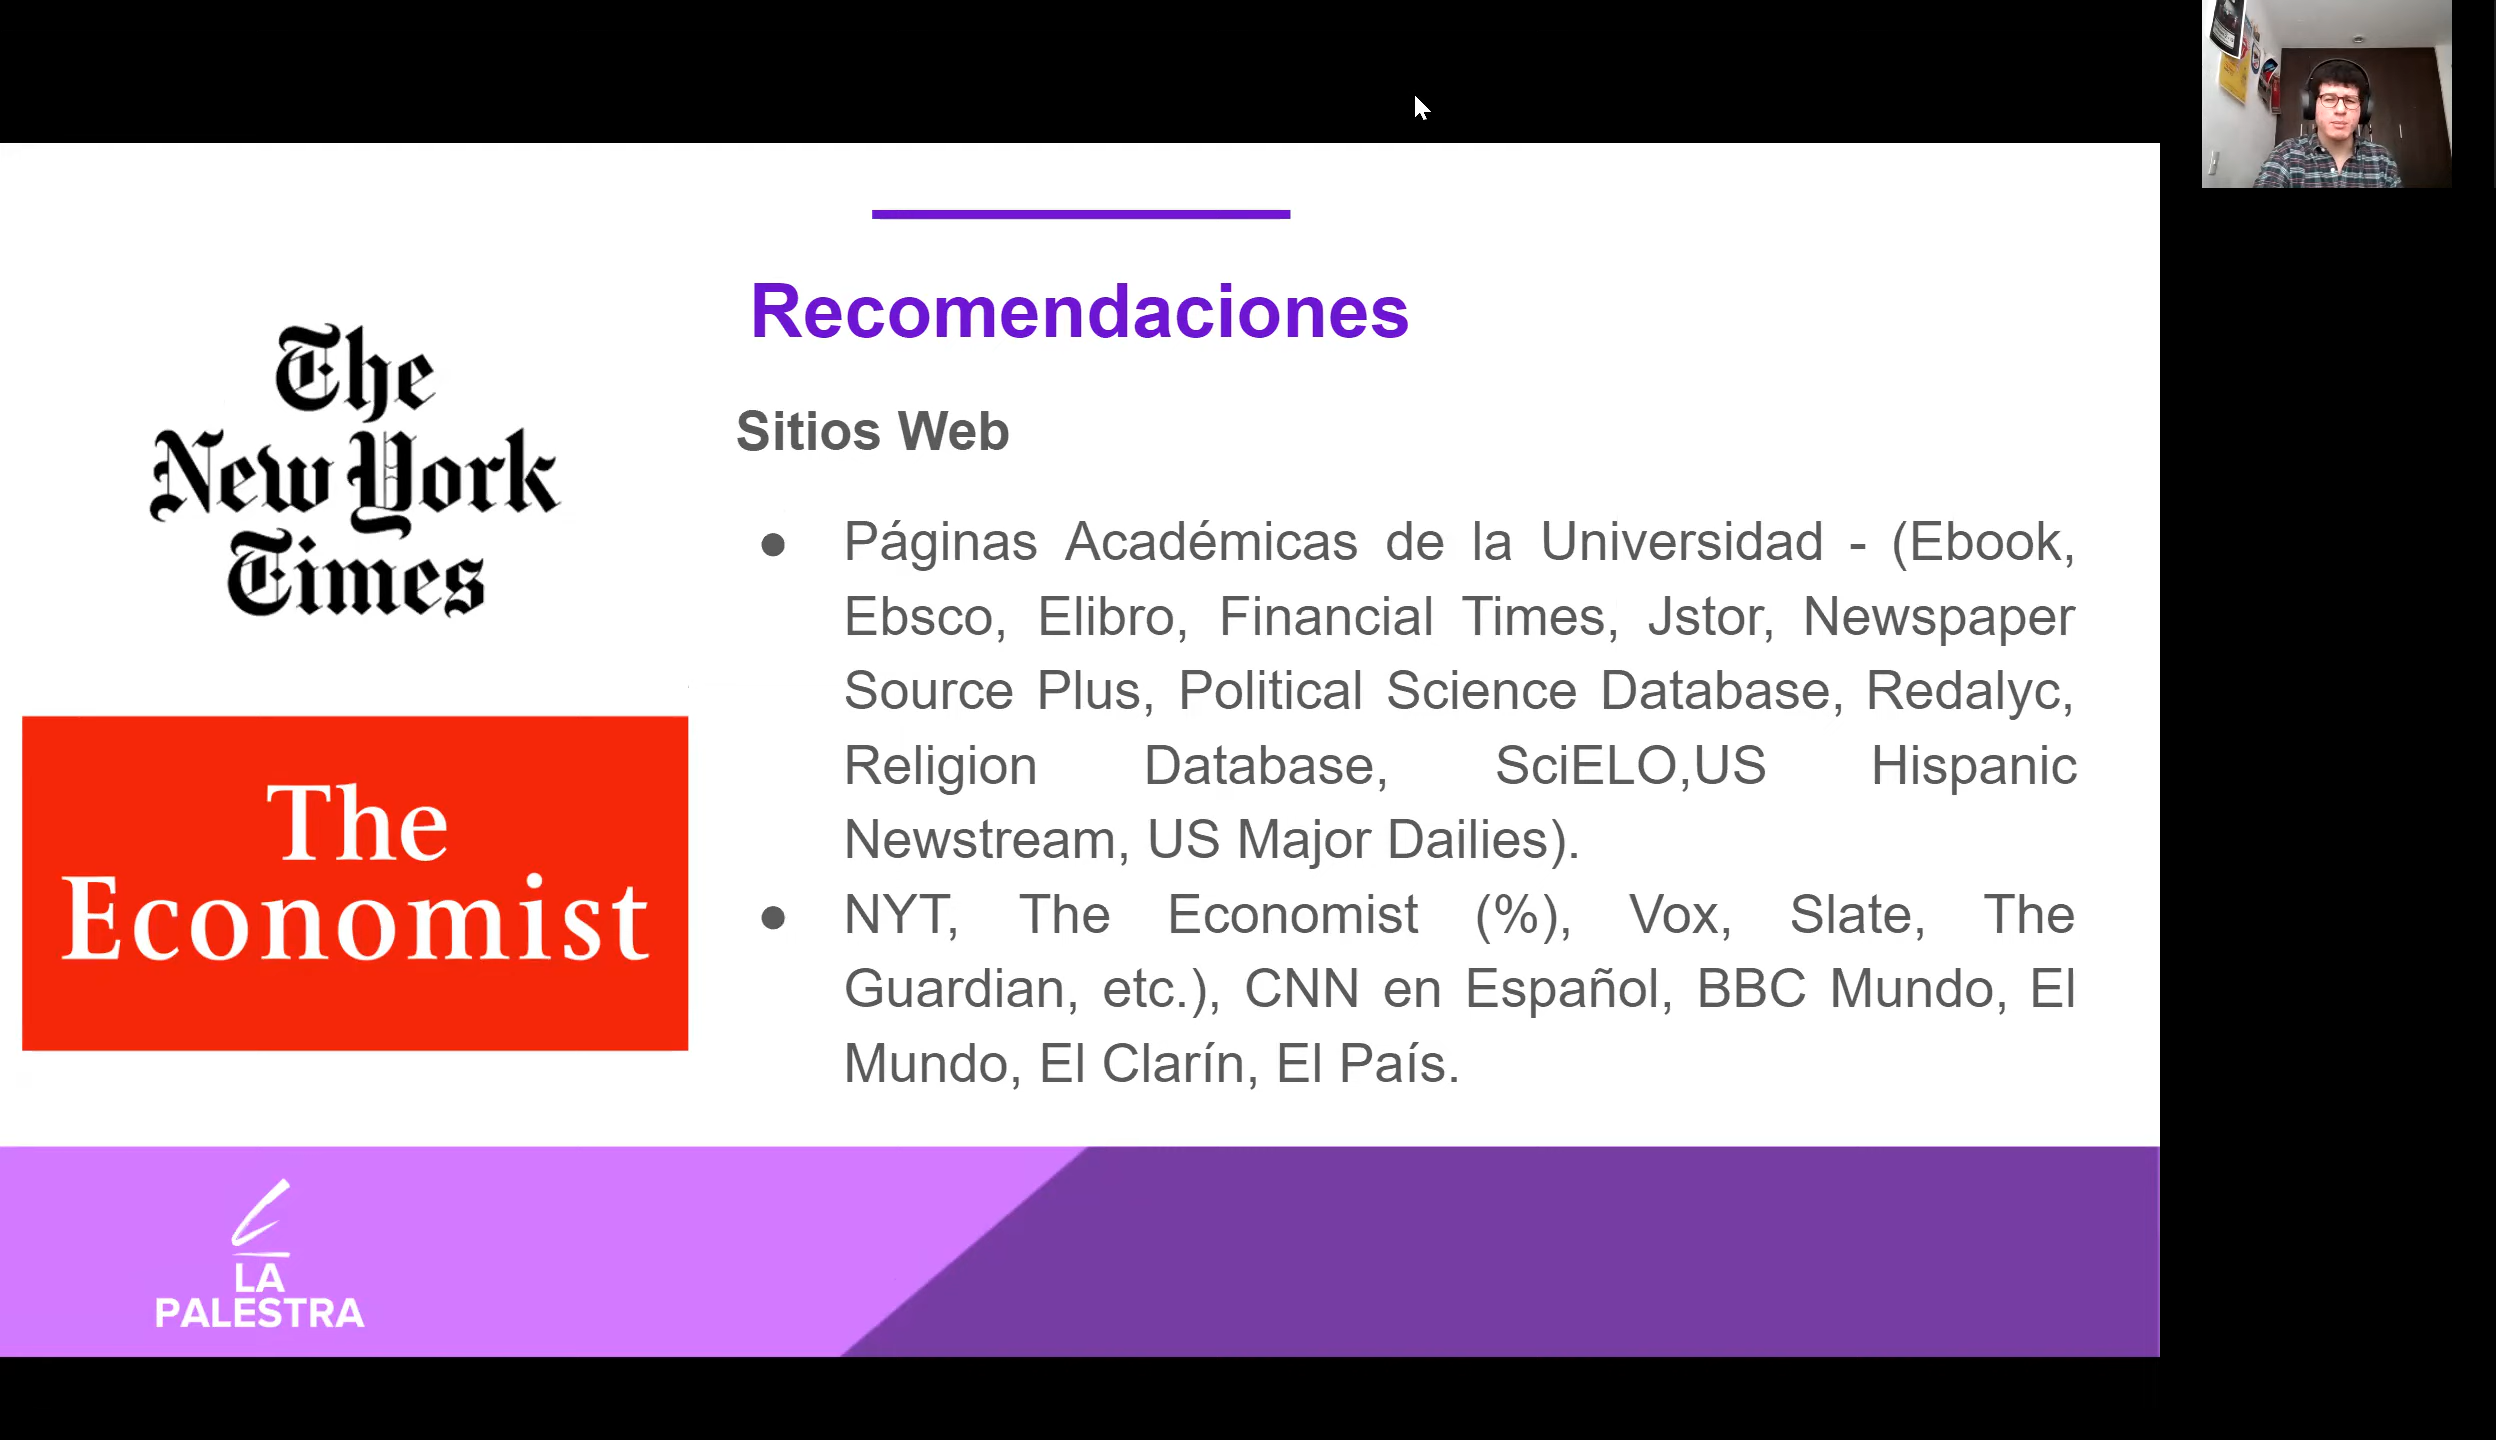 The
New York
Times
The
Economist
Recomendaciones
Sitios Web
● Páginas Académicas de la Universidad - (Ebook,
Ebsco, Elibro, Financial Times, Jstor, Newspaper
Source Plus, Political Science Database, Redalyc,
Religion Database, SciELO,US Hispanic
Newstream, US Major Dailies).
● NYT, The Economist (%), Vox, Slate, The
Guardian, etc.), CNN en Español, BBC Mundo, El
Mundo, El Clarín, El País.
LA
PALESTRA